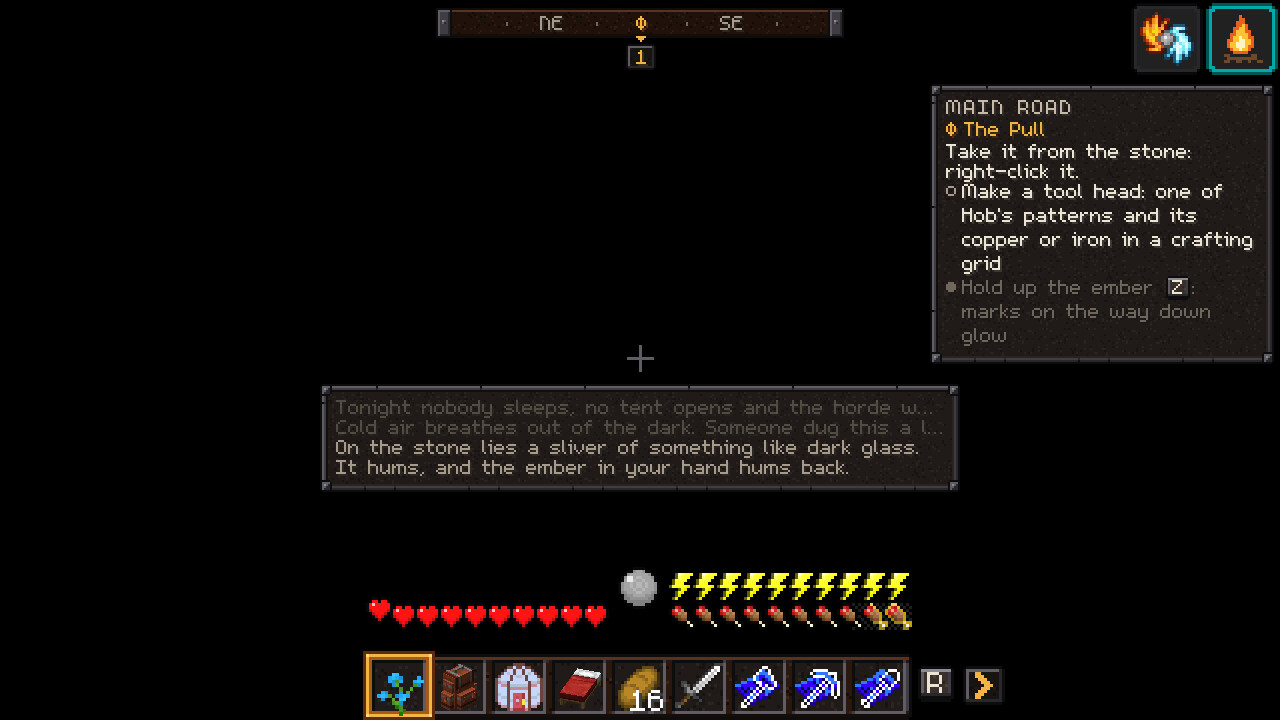 NE
SE
1
MAIN ROAD
The Pull
Take it from the stone:
right-click it.
Make a tool head: one of
Hob's patterns and its
copper or iron in a crafting
grid
Hold up the ember Z:
marks on the way down
glow
Tonight nobody sleeps, no tent opens and the horde w...
Cold air breathes out of the dark. Someone dug this a l...
On the stone lies a sliver of something like dark glass.
It hums, and the ember in your hand hums back.
16
R